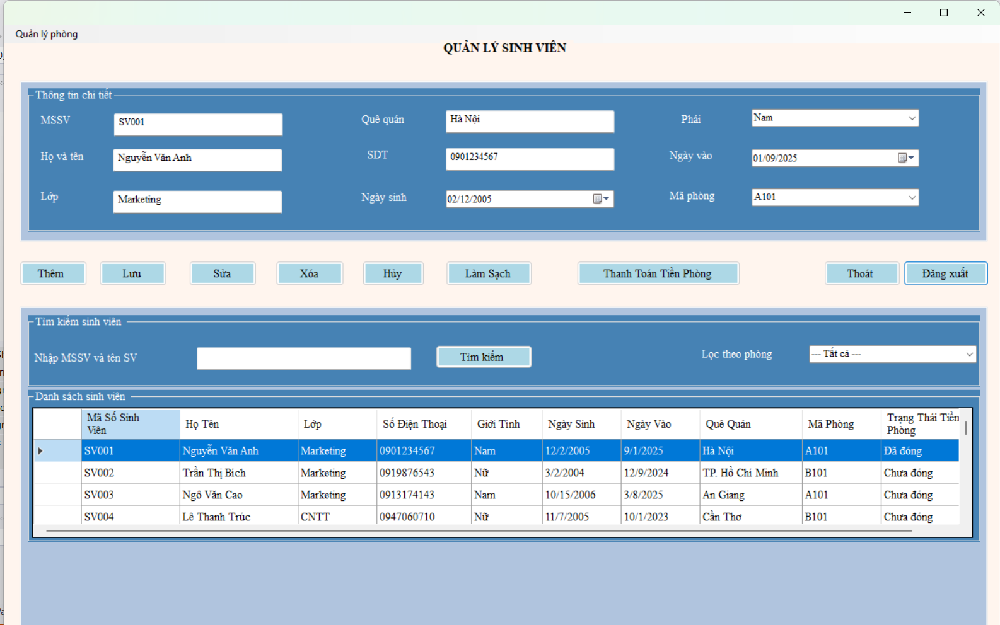 Quản lý phòng
QUẢN LÝ SINH VIÊN
Thông tin chi tiết
MSSV SV001 Quê quán Hà Nội Phái Nam
Họ và tên Nguyễn Văn Anh SDT 0901234567 Ngày vào 01/09/2025
Lớp Marketing Ngày sinh 02/12/2005 Mã phòng A101
Thêm Lưu Sửa Xóa Hủy Làm Sạch Thanh Toán Tiền Phòng Thoát Đăng xuất
Tìm kiếm sinh viên
Nhập MSSV và tên SV Tìm kiếm Lọc theo phòng --- Tất cả ---
Danh sách sinh viên
Mã Số Sinh Viên Họ Tên Lớp Số Điện Thoại Giới Tính Ngày Sinh Ngày Vào Quê Quán Mã Phòng Trạng Thái Tiền Phòng
SV001 Nguyễn Văn Anh Marketing 0901234567 Nam 12/2/2005 9/1/2025 Hà Nội A101 Đã đóng
SV002 Trần Thị Bích Marketing 0919876543 Nữ 3/2/2004 12/9/2024 TP. Hồ Chí Minh B101 Chưa đóng
SV003 Ngô Văn Cao Marketing 0913174143 Nam 10/15/2006 3/8/2025 An Giang A101 Chưa đóng
SV004 Lê Thanh Trúc CNTT 0947060710 Nữ 11/7/2005 10/1/2023 Cần Thơ B101 Chưa đóng